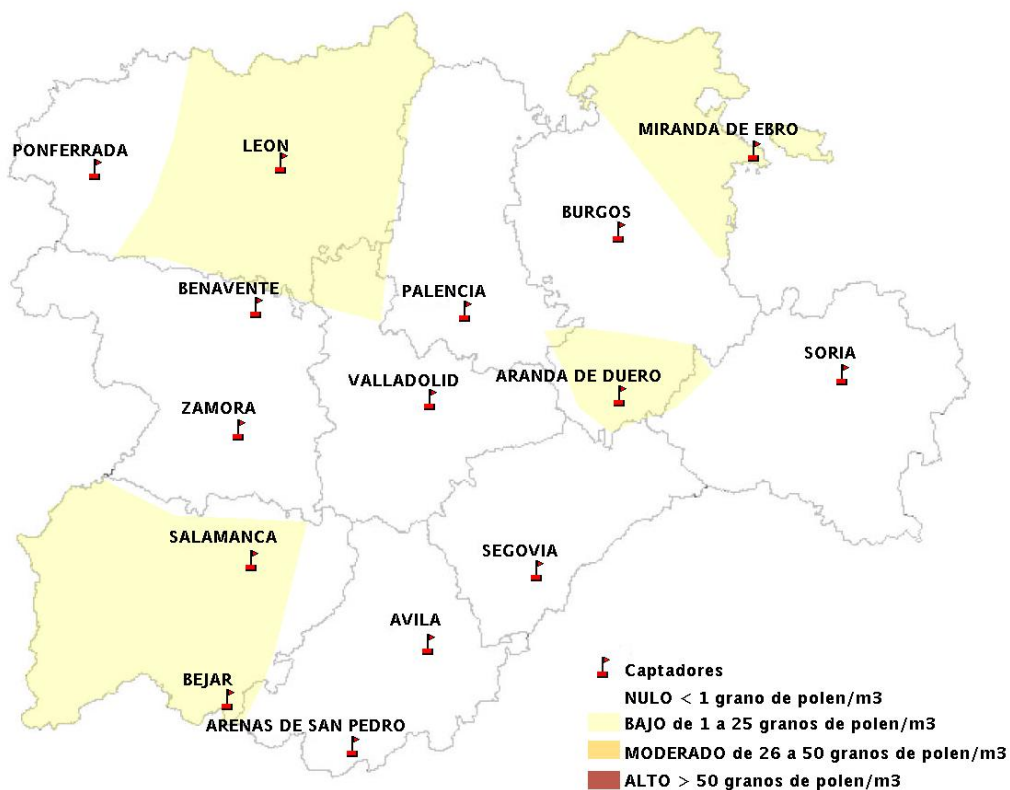 MIRANDA DE EBRO
PONFERRADA
LEON
BURGOS
BENAVENTE
PALENCIA
SORIA
VALLADOLID
ARANDA DE DUERO
ZAMORA
SALAMANCA
SEGOVIA
AVILA
BEJAR
ARENAS DE SAN PEDRO
Captadores
NULO < 1 grano de polen/m3
BAJO de 1 a 25 granos de polen/m3
MODERADO de 26 a 50 granos de polen/m3
ALTO > 50 granos de polen/m3